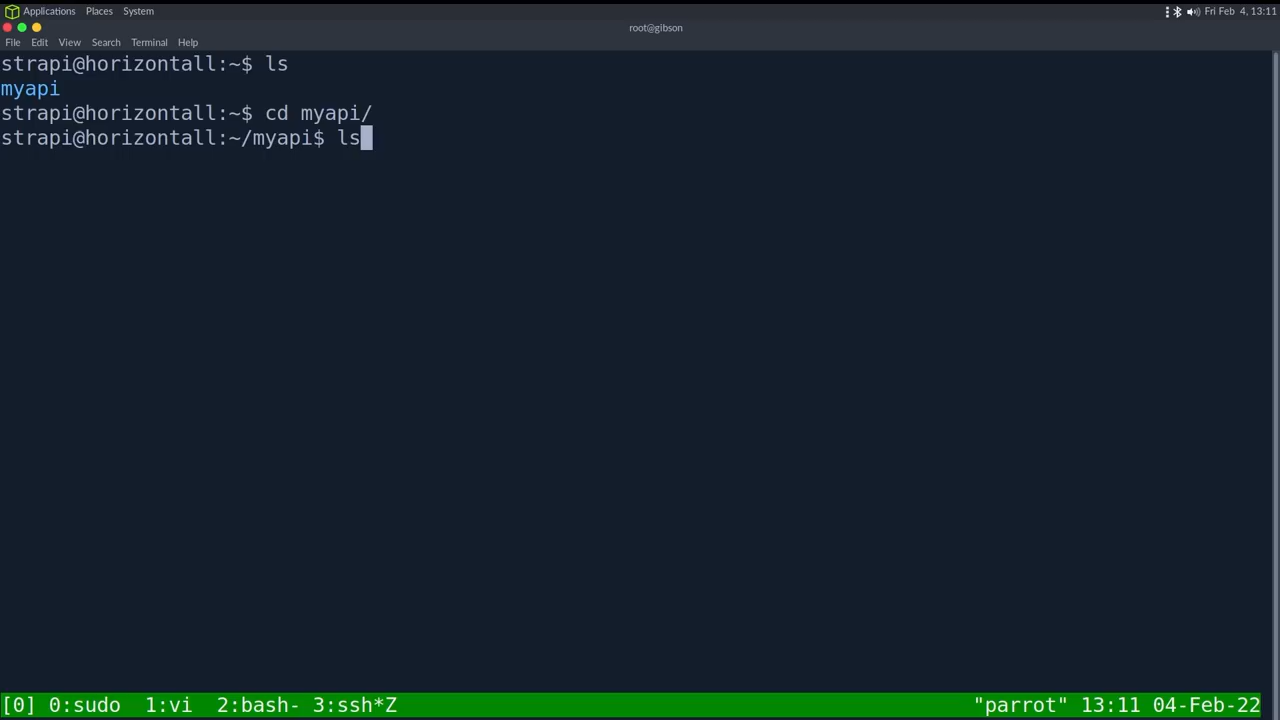 Applications Places System Fri Feb 4, 13:11
root@gibson
File Edit View Search Terminal Help
strapi@horizontall:~$ ls
myapi
strapi@horizontall:~$ cd myapi/
strapi@horizontall:~/myapi$ ls
[0] 0:sudo 1:vi 2:bash- 3:ssh*Z "parrot" 13:11 04-Feb-22